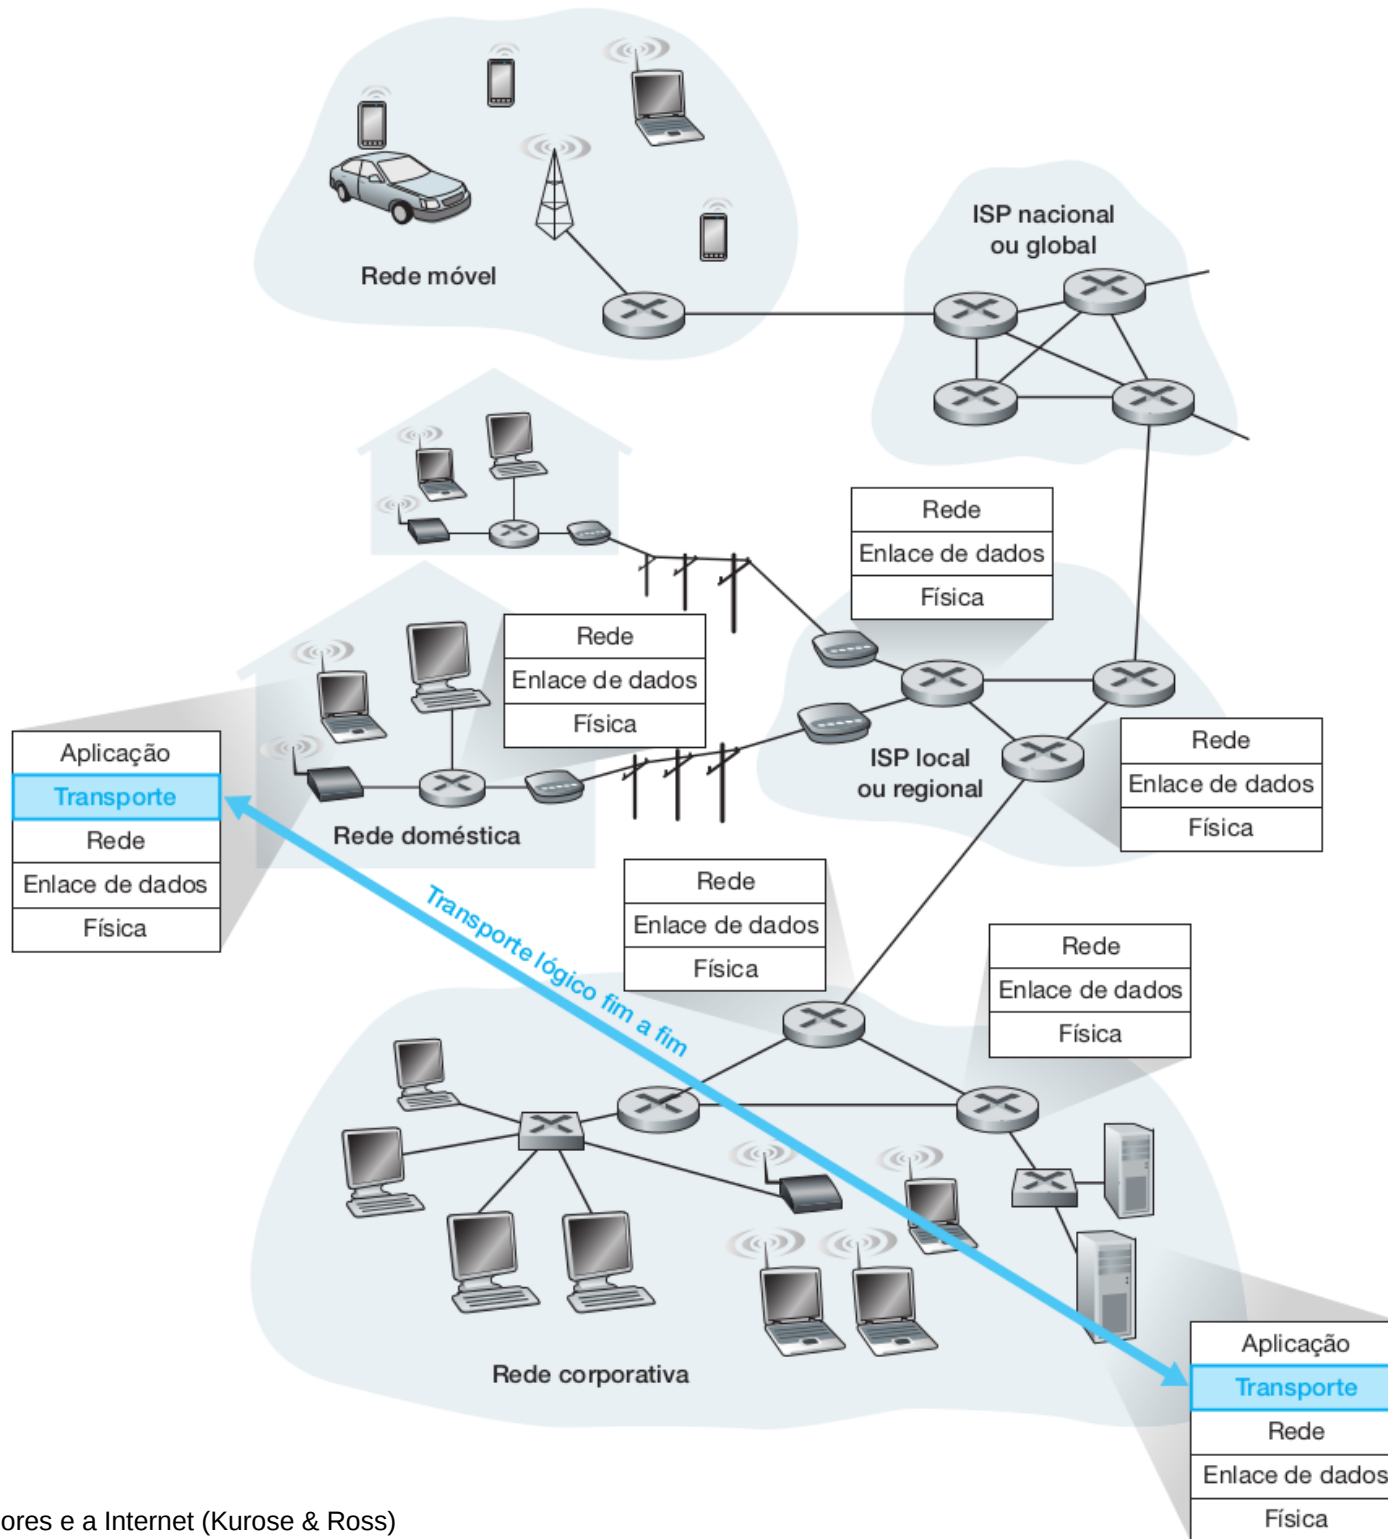 Rede móvel
ISP nacional
ou global
Rede
Enlace de dados
Física
Rede
Enlace de dados
Física
Aplicação
Transporte
Rede
Enlace de dados
Física
Rede doméstica
ISP local
ou regional
Rede
Enlace de dados
Física
Rede
Enlace de dados
Física
Transporte lógico fim a fim
Rede
Enlace de dados
Física
Rede corporativa
Aplicação
Transporte
Rede
Enlace de dados
Física
ores e a Internet (Kurose & Ross)